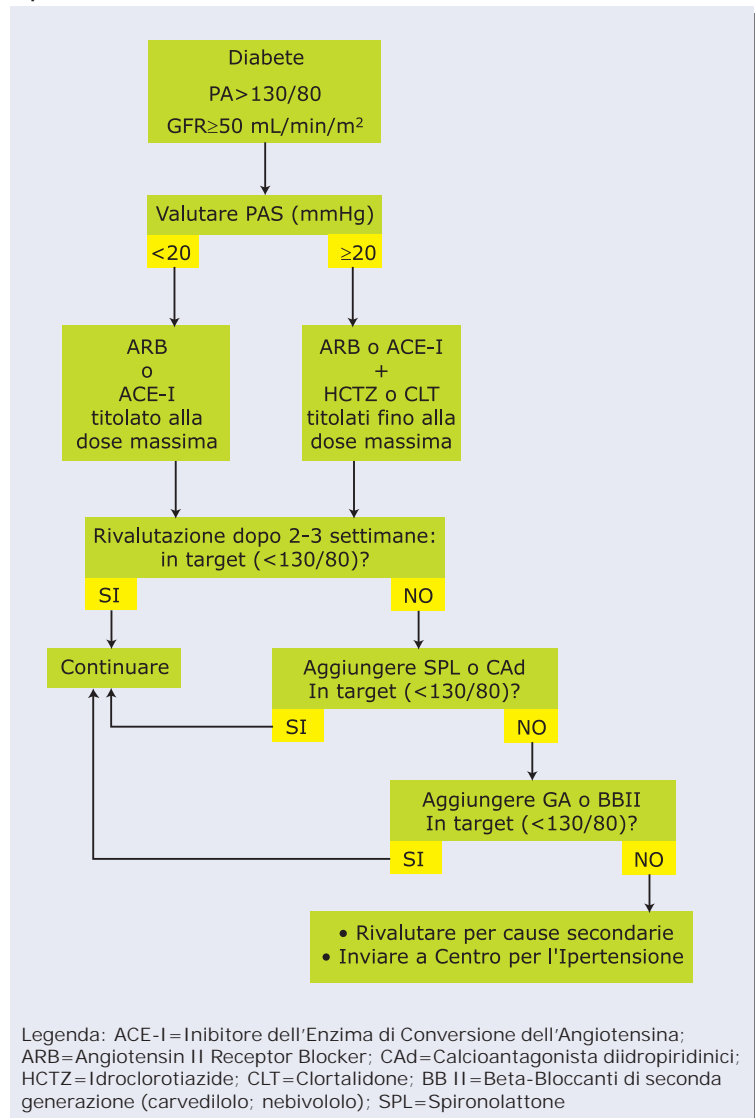 Diabete
PA>130/80
GFR≥50 mL/min/m²
Valutare PAS (mmHg)
<20
≥20
ARB
o
ACE-I
titolato alla
dose massima
ARB o ACE-I
+
HCTZ o CLT
titolati fino alla
dose massima
Rivalutazione dopo 2-3 settimane:
in target (<130/80)?
SI
NO
Continuare
Aggiungere SPL o CAd
In target (<130/80)?
SI
NO
Aggiungere GA o BBII
In target (<130/80)?
SI
NO
• Rivalutare per cause secondarie
• Inviare a Centro per l'Ipertensione
Legenda: ACE-I=Inibitore dell'Enzima di Conversione dell'Angiotensina;
ARB=Angiotensin II Receptor Blocker; CAd=Calcioantagonista diidropiridinici;
HCTZ=Idroclorotiazide; CLT=Clortalidone; BB II=Beta-Bloccanti di seconda
generazione (carvedilolo; nebivololo); SPL=Spironolattone